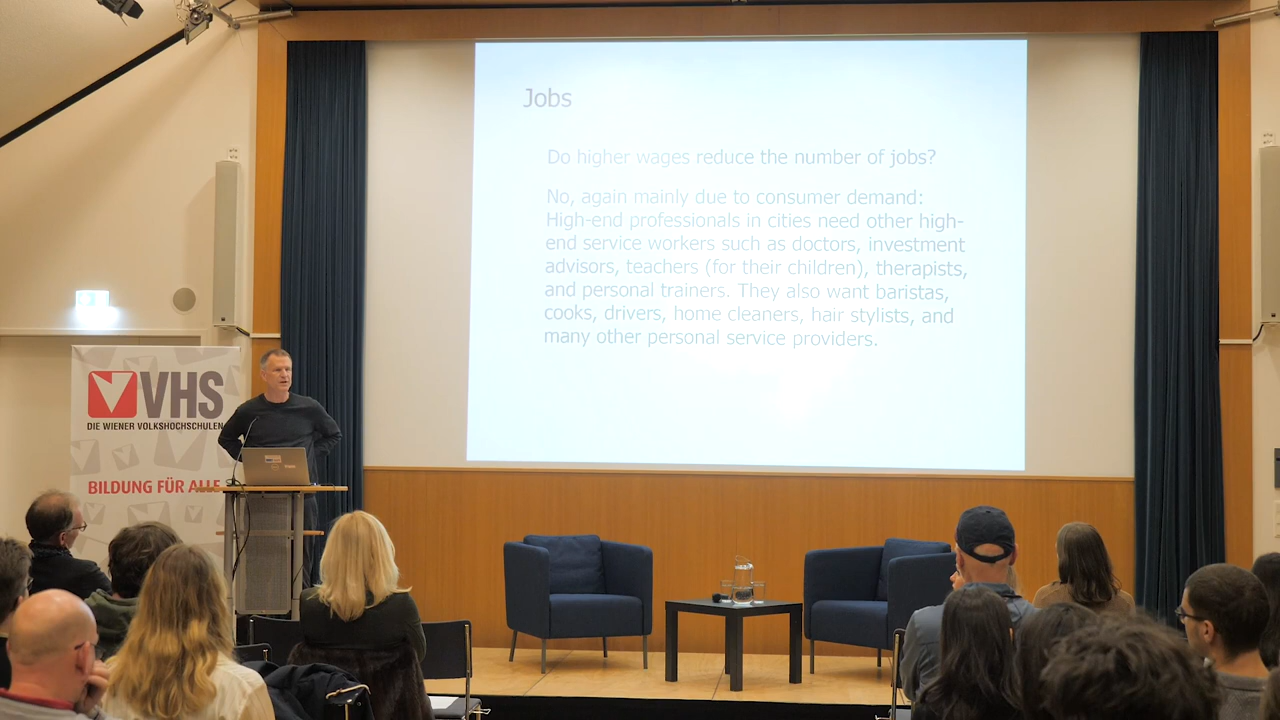 Jobs
Do higher wages reduce the number of jobs?
No, again mainly due to consumer demand:
High-end professionals in cities need other high-
end service workers such as doctors, investment
advisors, teachers (for their children), therapists,
and personal trainers. They also want baristas,
cooks, drivers, home cleaners, hair stylists, and
many other personal service providers.
VHS
DIE WIENER VOLKSHOCHSCHULEN
BILDUNG FÜR ALLE